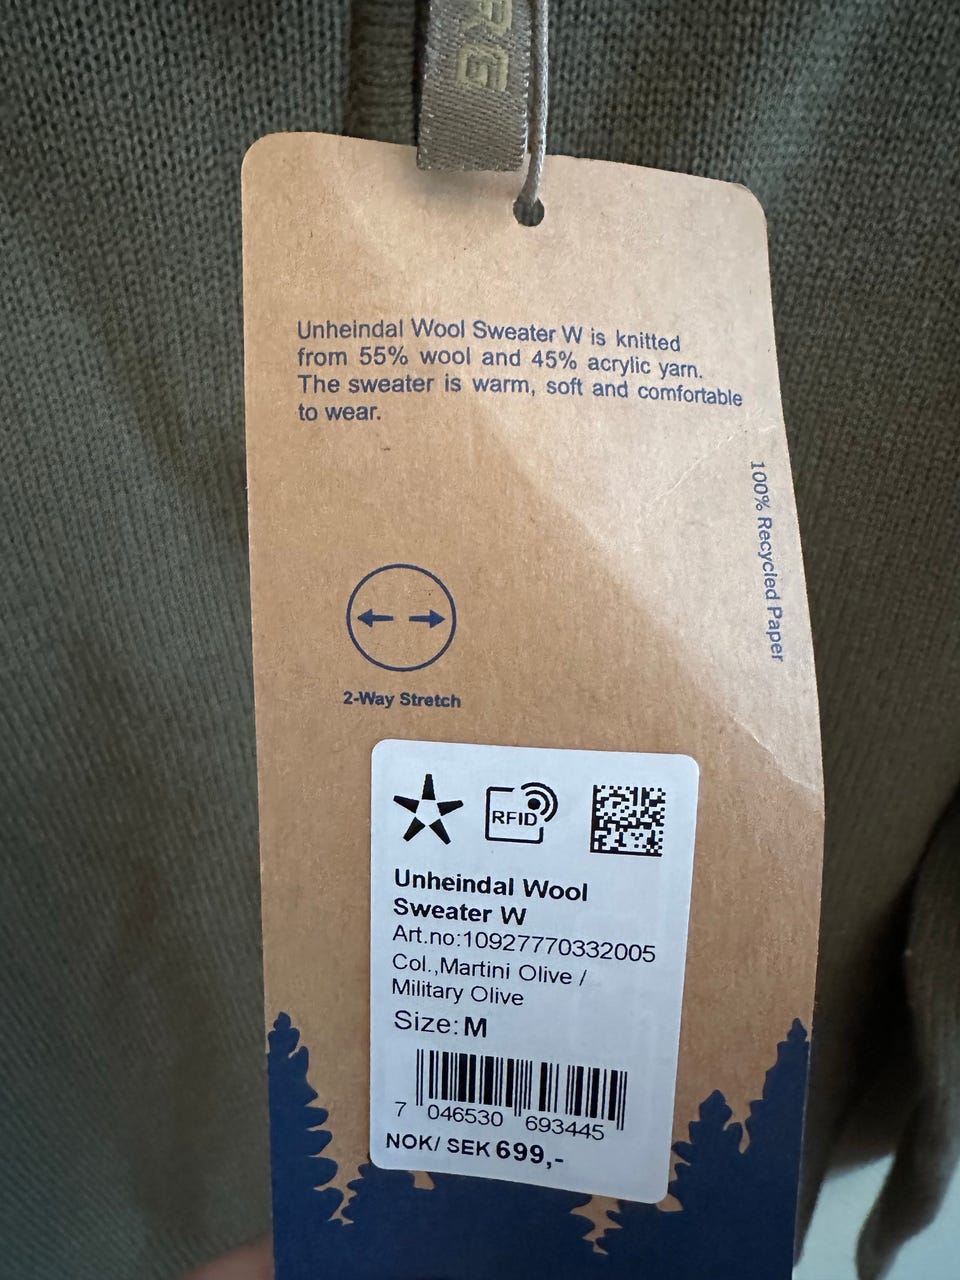 RG
Unheindal Wool Sweater W is knitted
from 55% wool and 45% acrylic yarn.
The sweater is warm, soft and comfortable
to wear.
100% Recycled Paper
2-Way Stretch
RFID
Unheindal Wool
Sweater W
Art.no:10927770332005
Col.,Martini Olive /
Military Olive
Size: M
7 046530 693445
NOK/ SEK 699,-